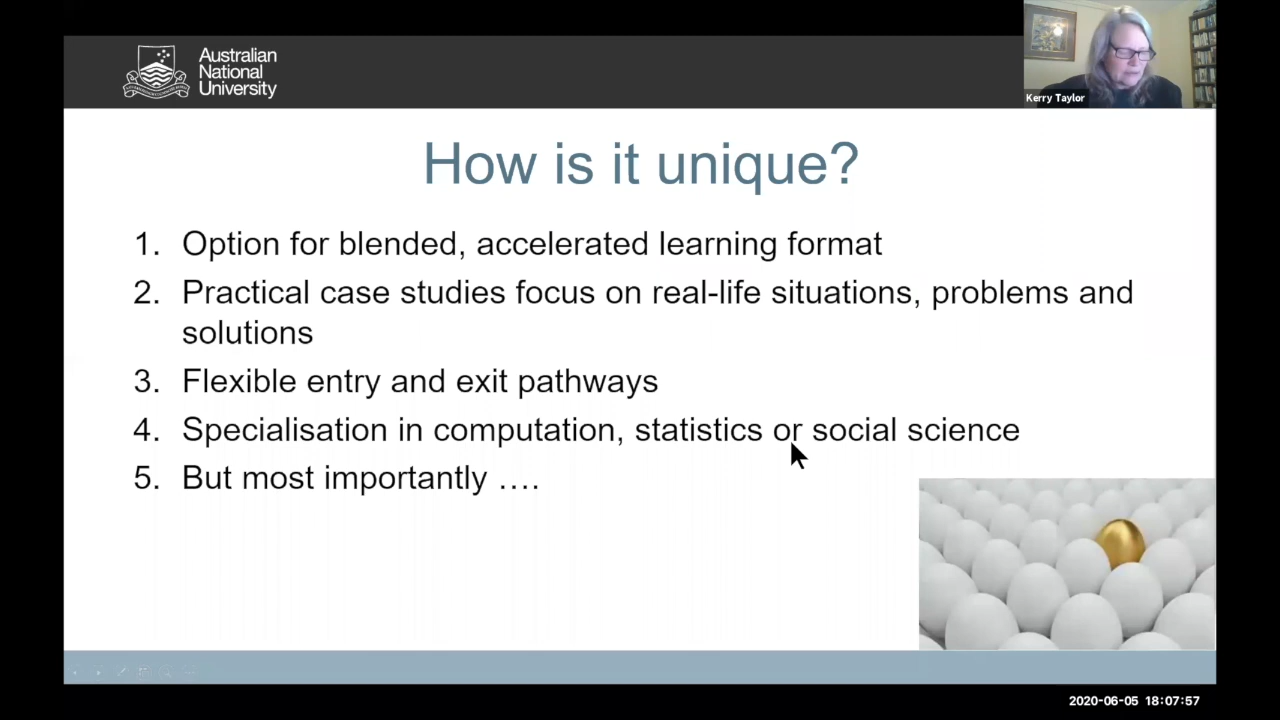 Australian
National
University
Kerry Taylor
How is it unique?
1. Option for blended, accelerated learning format
2. Practical case studies focus on real-life situations, problems and
solutions
3. Flexible entry and exit pathways
4. Specialisation in computation, statistics or social science
5. But most importantly ….
2020-06-05 18:07:57